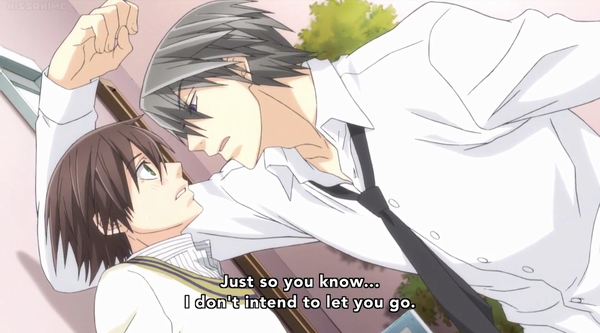 Just so you know...
I don't intend to let you go.